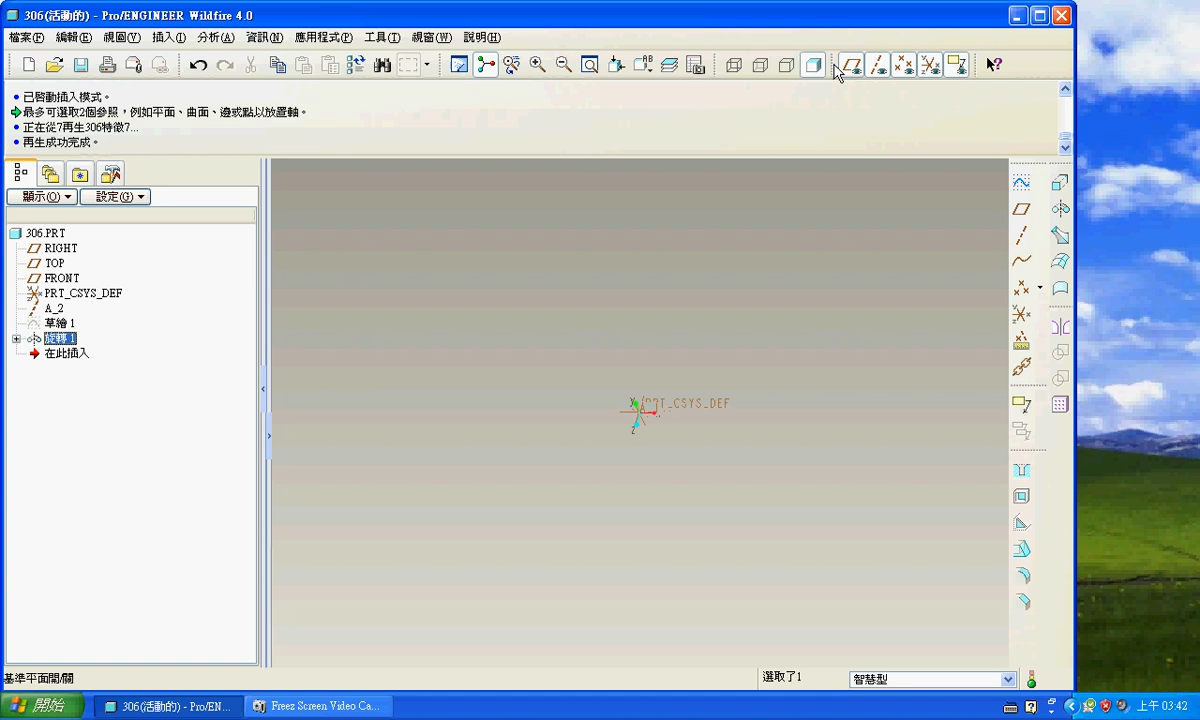 306(活動的) - Pro/ENGINEER Wildfire 4.0
檔案(F) 編輯(E) 視圖(V) 插入(I) 分析(A) 資訊(N) 應用程式(P) 工具(T) 視窗(W) 說明(H)
• 已啓動插入模式。
最多可選取2個參照，例如平面、曲面、邊或點以放置軸。
• 正在從7再生306特徵7...
• 再生成功完成。
顯示(O) 設定(G)
306.PRT
RIGHT
TOP
FRONT
PRT_CSYS_DEF
A_2
草繪 1
旋轉 1
在此插入
PRT_CSYS_DEF
Y
Z
基準平面開/關
選取了1
智慧型
開始
306(活動的) - Pro/EN...
Freez Screen Video Ca...
上午 03:42